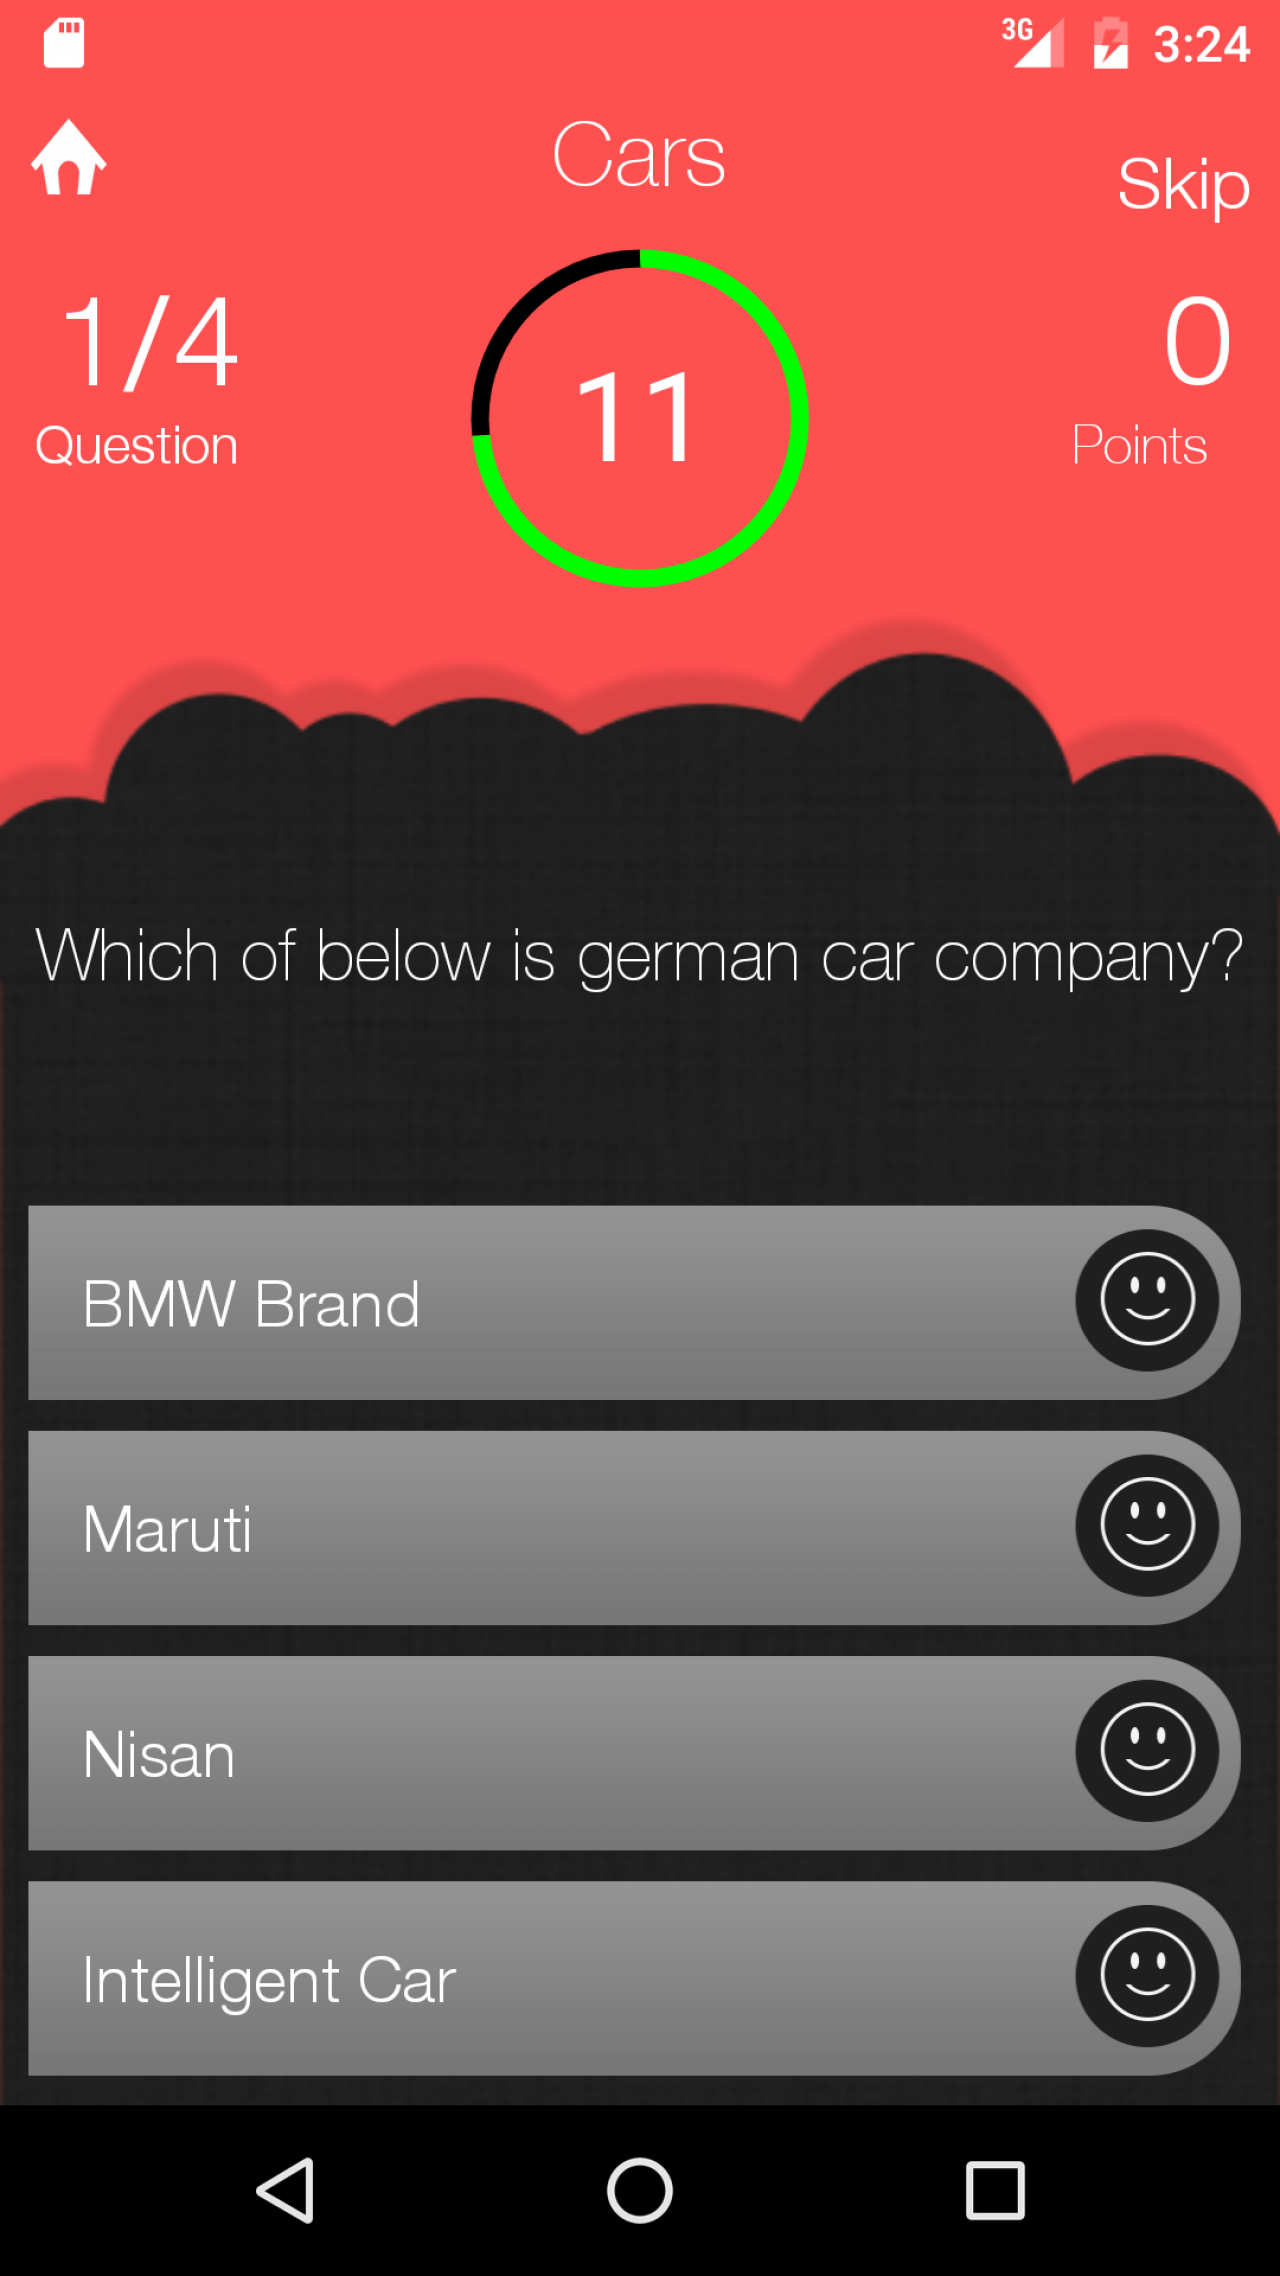 3G 3:24
Cars
Skip
1/4
Question
11
0
Points
Which of below is german car company?
BMW Brand
Maruti
Nisan
Intelligent Car